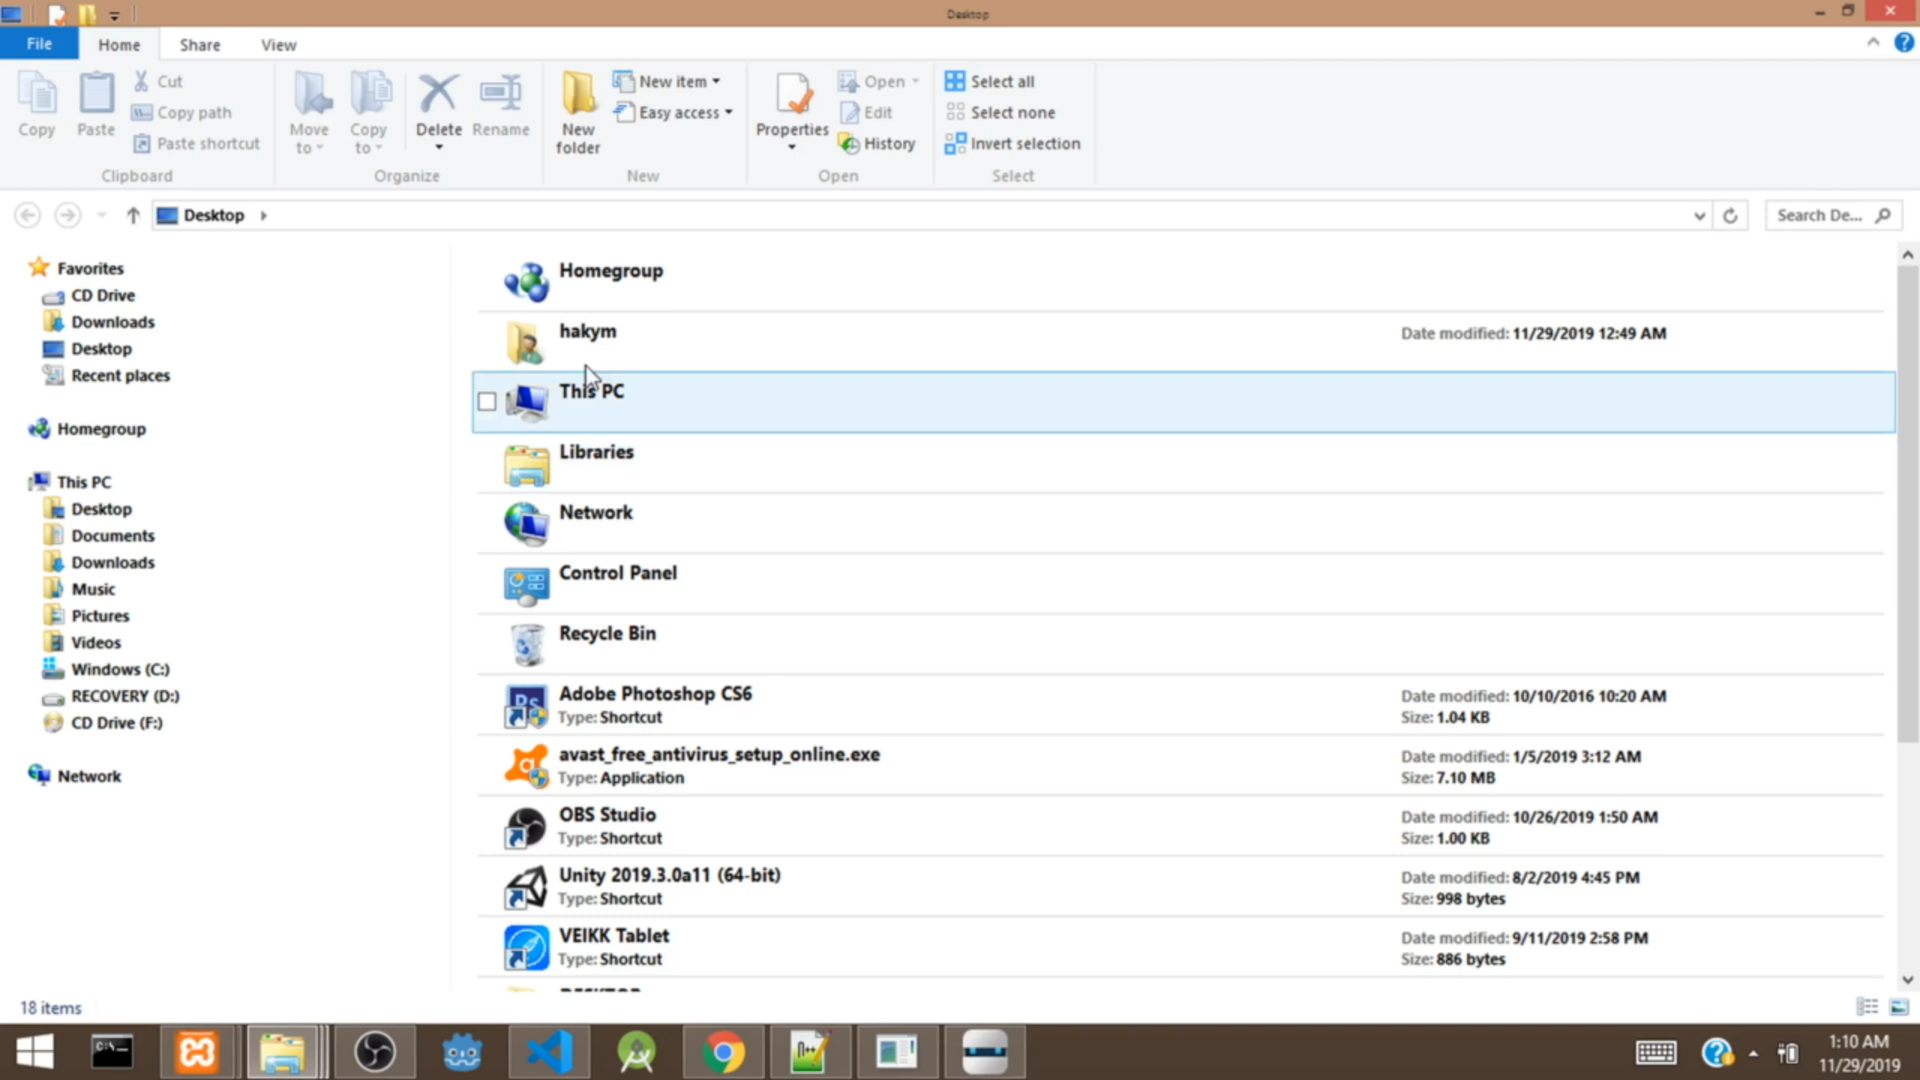 Desktop
File
Home
Share
View
Copy
Paste
Cut
Copy path
Paste shortcut
Clipboard
Move to
Copy to
Delete
Rename
Organize
New folder
New item
Easy access
New
Properties
Open
Edit
History
Open
Select all
Select none
Invert selection
Select
Desktop
Search De...
Favorites
CD Drive
Downloads
Desktop
Recent places
Homegroup
This PC
Desktop
Documents
Downloads
Music
Pictures
Videos
Windows (C:)
RECOVERY (D:)
CD Drive (F:)
Network
Homegroup
hakym
Date modified: 11/29/2019 12:49 AM
This PC
Libraries
Network
Control Panel
Recycle Bin
Adobe Photoshop CS6
Type: Shortcut
Date modified: 10/10/2016 10:20 AM
Size: 1.04 KB
avast_free_antivirus_setup_online.exe
Type: Application
Date modified: 1/5/2019 3:12 AM
Size: 7.10 MB
OBS Studio
Type: Shortcut
Date modified: 10/26/2019 1:50 AM
Size: 1.00 KB
Unity 2019.3.0a11 (64-bit)
Type: Shortcut
Date modified: 8/2/2019 4:45 PM
Size: 998 bytes
VEIKK Tablet
Type: Shortcut
Date modified: 9/11/2019 2:58 PM
Size: 886 bytes
18 items
1:10 AM
11/29/2019